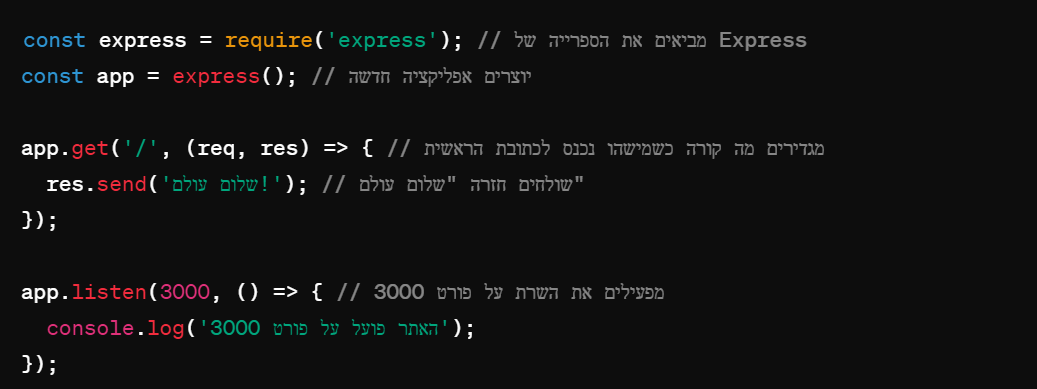 const express = require('express'); // מביאים את הספרייה של Express
const app = express(); // יוצרים אפליקציה חדשה
app.get('/', (req, res) => { // מגדירים מה קורה כשמישהו נכנס לכתובת הראשית
res.send('שלום עולם!'); // שולחים חזרה "שלום עולם"
});
app.listen(3000, () => { // מפעילים את השרת על פורט 3000
console.log('האתר פועל על פורט 3000');
});